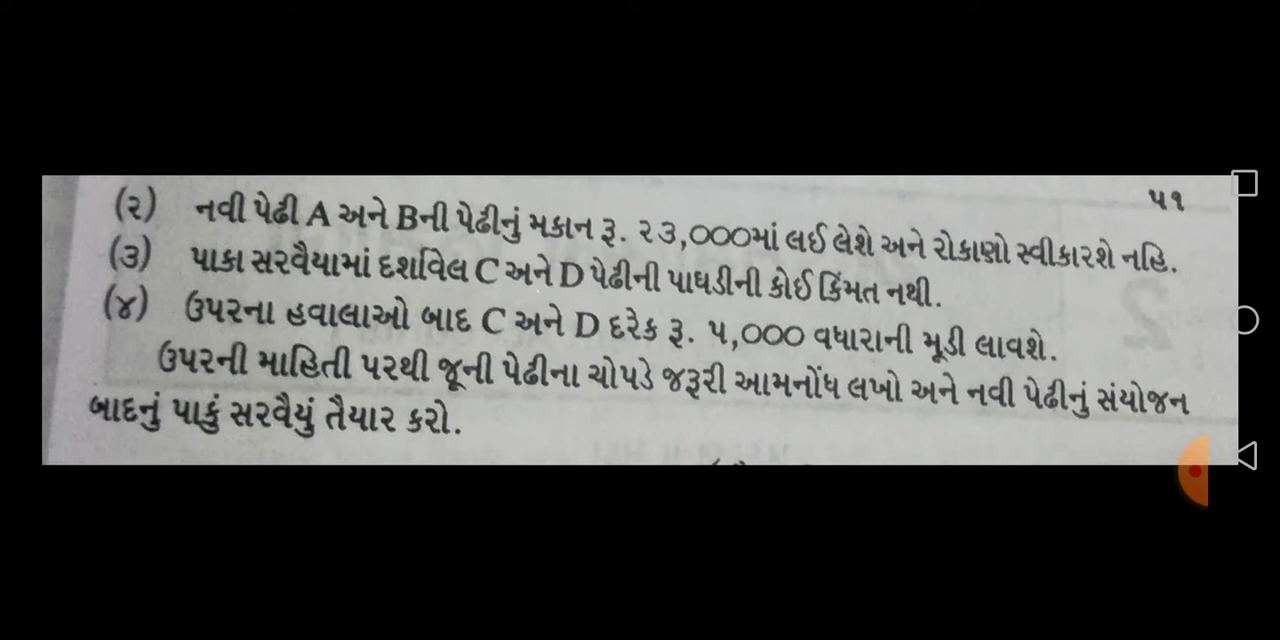 ૫૧
(૨) નવી પેઢી A અને Bની પેઢીનું મકાન રૂ. ૨૩,૦૦૦માં લઈ લેશે અને રોકાણો સ્વીકારશે નહિ.
(૩) પાકા સરવૈયામાં દર્શાવેલ C અને D પેઢીની પાઘડીની કોઈ કિંમત નથી.
(૪) ઉપરના હવાલાઓ બાદ C અને D દરેક રૂ. ૫,૦૦૦ વધારાની મૂડી લાવશે.
ઉપરની માહિતી પરથી જૂની પેઢીના ચોપડે જરૂરી આમનોંધ લખો અને નવી પેઢીનું સંયોજન
બાદનું પાકું સરવૈયું તૈયાર કરો.